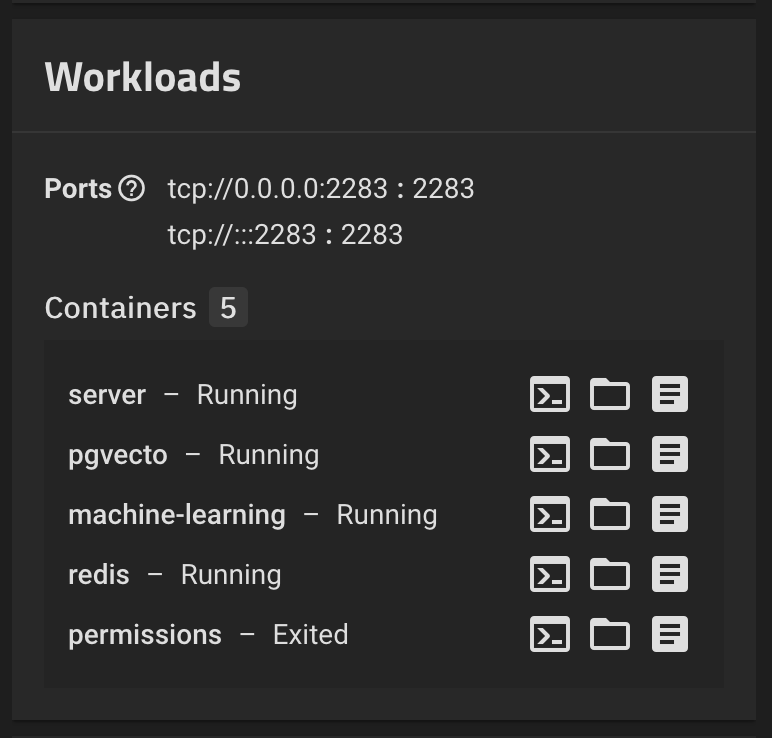 Workloads
Ports ? tcp://0.0.0.0:2283 : 2283
tcp://:::2283 : 2283
Containers 5
server – Running
pgvecto – Running
machine-learning – Running
redis – Running
permissions – Exited